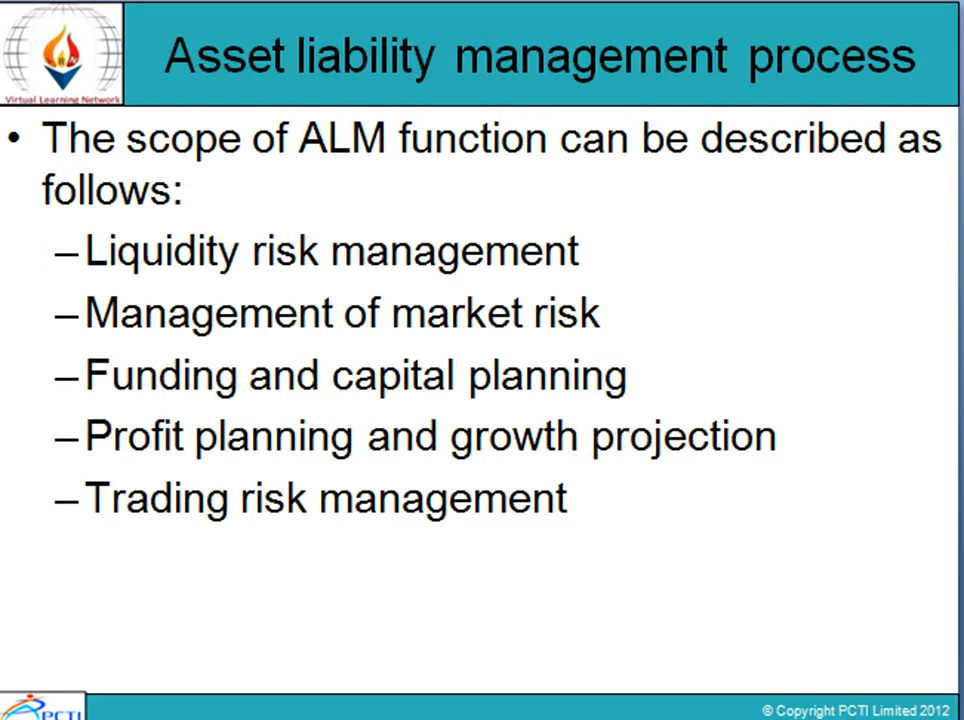 Virtual Learning Network
Asset liability management process
• The scope of ALM function can be described as
follows:
– Liquidity risk management
– Management of market risk
– Funding and capital planning
– Profit planning and growth projection
– Trading risk management
PCTI
© Copyright PCTI Limited 2012